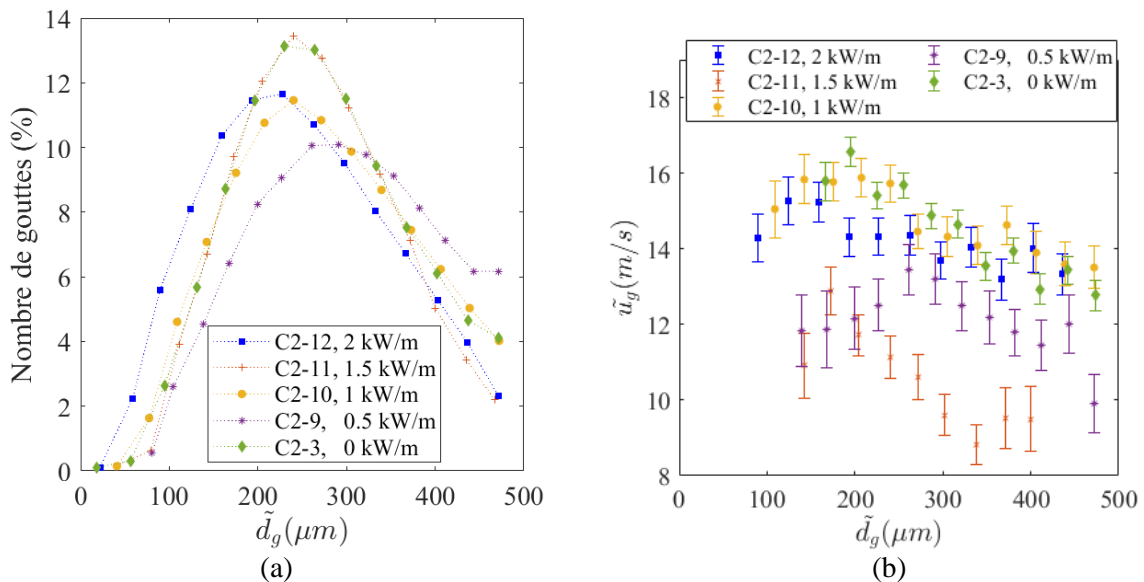 Nombre de gouttes (%)
14
12
10
8
6
4
2
0
C2-12, 2 kW/m
C2-11, 1.5 kW/m
C2-10, 1 kW/m
C2-9, 0.5 kW/m
C2-3, 0 kW/m
0 100 200 300 400 500
d̃_g(μm)
(a)
C2-12, 2 kW/m
C2-11, 1.5 kW/m
C2-10, 1 kW/m
C2-9, 0.5 kW/m
C2-3, 0 kW/m
ũ_g(m/s)
18
16
14
12
10
8
0 100 200 300 400 500
d̃_g(μm)
(b)